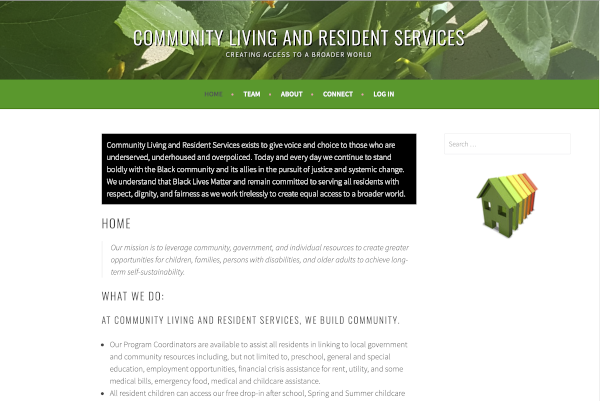 COMMUNITY LIVING AND RESIDENT SERVICES
CREATING ACCESS TO A BROADER WORLD
HOME • TEAM • ABOUT • CONNECT • LOG IN
Community Living and Resident Services exists to give voice and choice to those who are
underserved, underhoused and overpoliced. Today and every day we continue to stand
boldly with the Black community and its allies in the pursuit of justice and systemic change.
We understand that Black Lives Matter and remain committed to serving all residents with
respect, dignity, and fairness as we work tirelessly to create equal access to a broader world.
Search …
HOME
Our mission is to leverage community, government, and individual resources to create greater
opportunities for children, families, persons with disabilities, and older adults to achieve long-
term self-sustainability.
WHAT WE DO:
AT COMMUNITY LIVING AND RESIDENT SERVICES, WE BUILD COMMUNITY.
• Our Program Coordinators are available to assist all residents in linking to local government
and community resources including, but not limited to, preschool, general and special
education, employment opportunities, financial crisis assistance for rent, utility, and some
medical bills, emergency food, medical and childcare assistance.
• All resident children can access our free drop-in after school, Spring and Summer childcare